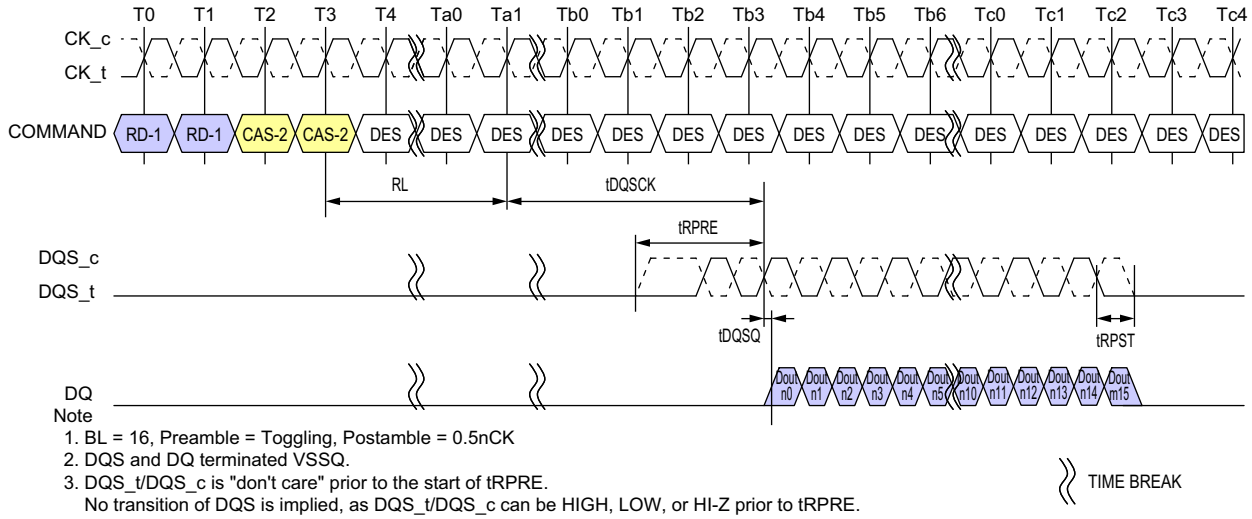 T0 T1 T2 T3 T4 Ta0 Ta1 Tb0 Tb1 Tb2 Tb3 Tb4 Tb5 Tb6 Tc0 Tc1 Tc2 Tc3 Tc4
CK_c
CK_t
COMMAND RD-1 RD-1 CAS-2 CAS-2 DES DES DES DES DES DES DES DES DES DES DES DES DES DES DES
RL tDQSCK
tRPRE
DQS_c
DQS_t
tDQSQ tRPST
DQ Dout n0 Dout n1 Dout n2 Dout n3 Dout n4 Dout n5 Dout n10 Dout n11 Dout n12 Dout n13 Dout n14 Dout m15
Note
1. BL = 16, Preamble = Toggling, Postamble = 0.5nCK
2. DQS and DQ terminated VSSQ.
3. DQS_t/DQS_c is "don't care" prior to the start of tRPRE.
No transition of DQS is implied, as DQS_t/DQS_c can be HIGH, LOW, or HI-Z prior to tRPRE.
TIME BREAK